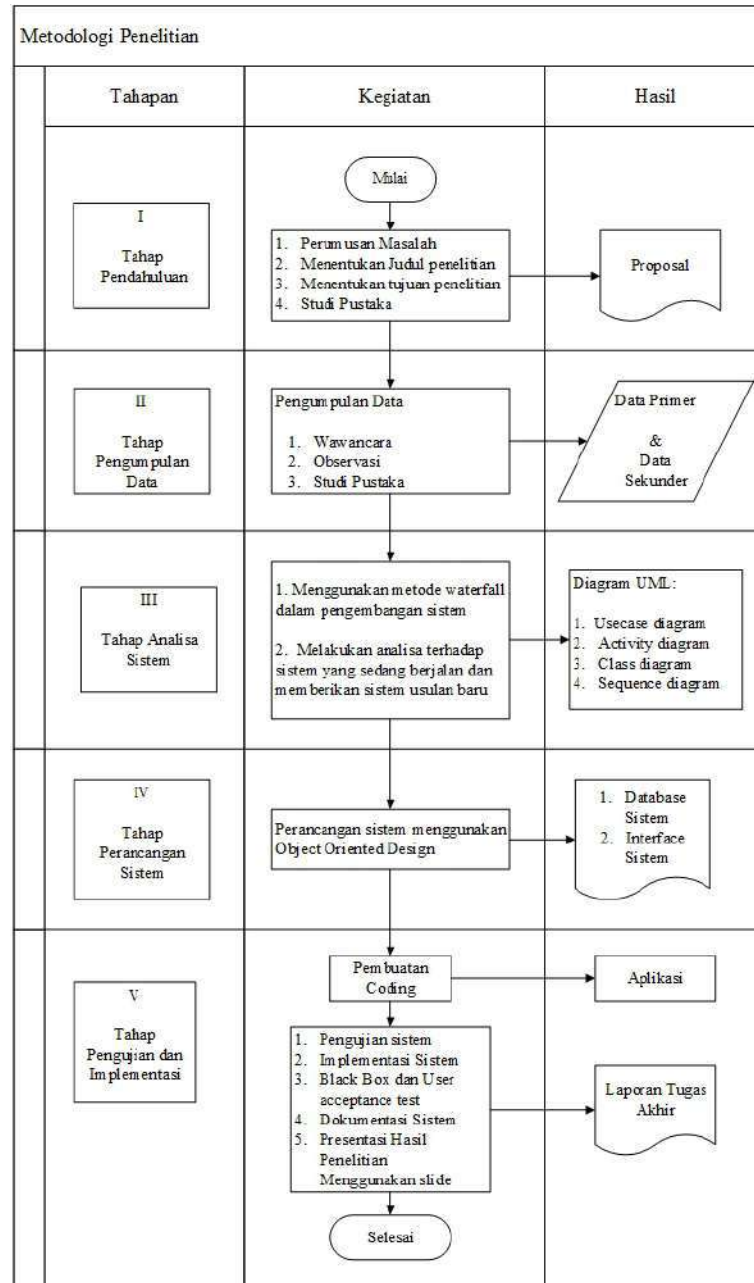 Metodologi Penelitian
Tahapan
Kegiatan
Hasil
Mulai
I
Tahap
Pendahuluan
1. Perumusan Masalah
2. Menentukan Judul penelitian
3. Menentukan tujuan penelitian
4. Studi Pustaka
Proposal
II
Tahap
Pengumpulan
Data
Pengumpulan Data
1. Wawancara
2. Observasi
3. Studi Pustaka
Data Primer
&
Data
Sekunder
III
Tahap Analisa
Sistem
1. Menggunakan metode waterfall
dalam pengembangan sistem
2. Melakukan analisa terhadap
sistem yang sedang berjalan dan
memberikan sistem usulan baru
Diagram UML:
1. Usecase diagram
2. Activity diagram
3. Class diagram
4. Sequence diagram
IV
Tahap
Perancangan
Sistem
Perancangan sistem menggunakan
Object Oriented Design
1. Database
Sistem
2. Interface
Sistem
V
Tahap
Pengujian dan
Implementasi
Pembuatan
Coding
Aplikasi
1. Pengujian sistem
2. Implementasi Sistem
3. Black Box dan User
acceptance test
4. Dokumentasi Sistem
5. Presentasi Hasil
Penelitian
Menggunakan slide
Laporan Tugas
Akhir
Selesai